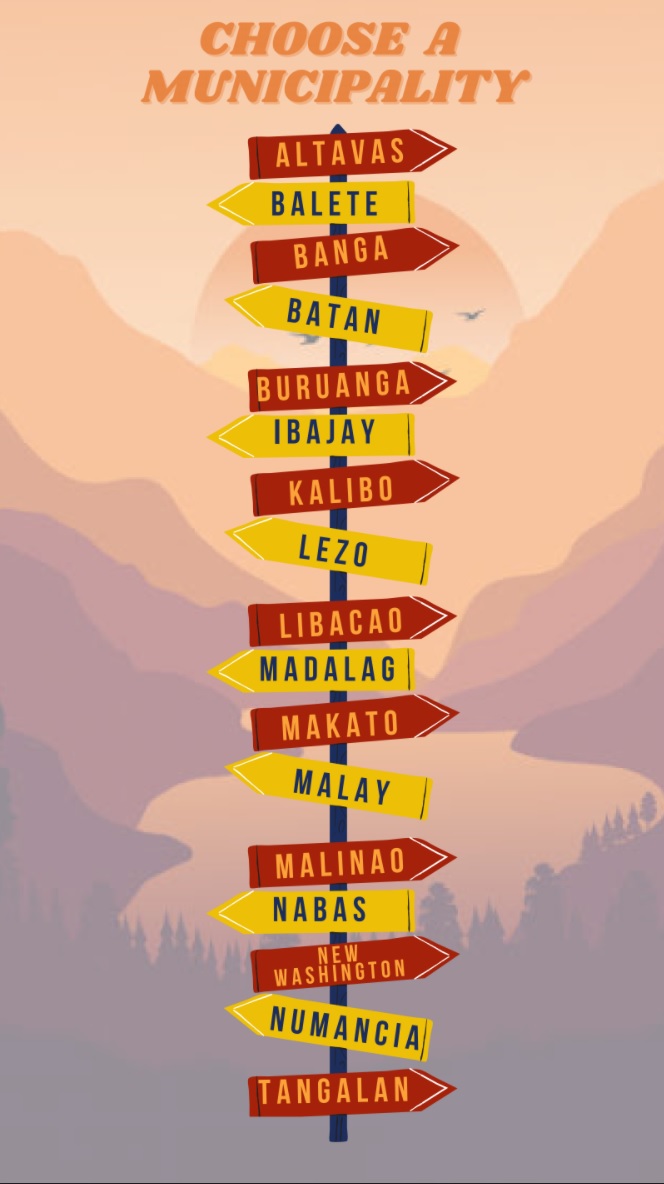 CHOOSE A
MUNICIPALITY
ALTAVAS
BALETE
BANGA
BATAN
BURUANGA
IBAJAY
KALIBO
LEZO
LIBACAO
MADALAG
MAKATO
MALAY
MALINAO
NABAS
NEW
WASHINGTON
NUMANCIA
TANGALAN